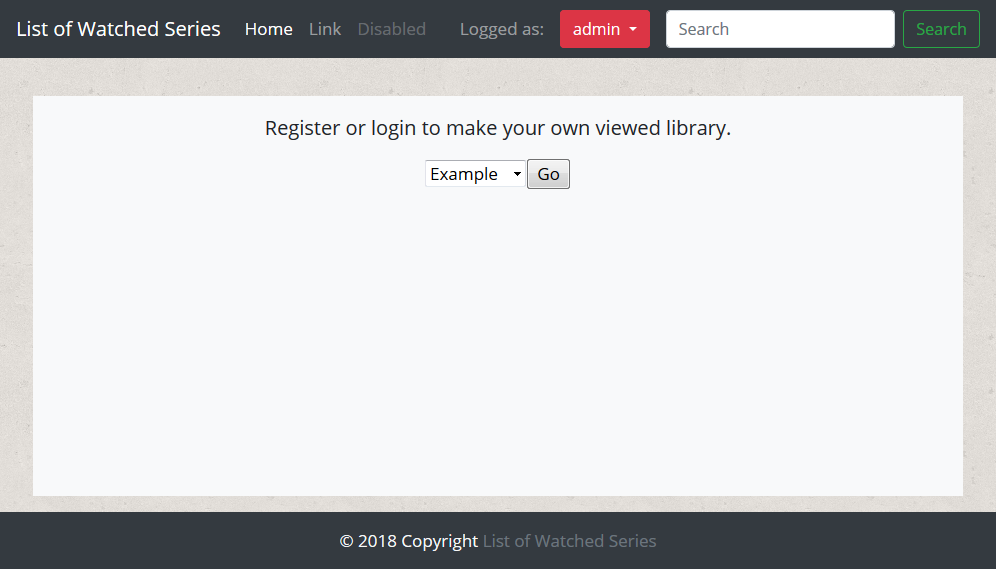 List of Watched Series Home Link Disabled Logged as: admin Search Search
Register or login to make your own viewed library.
Example Go
© 2018 Copyright List of Watched Series